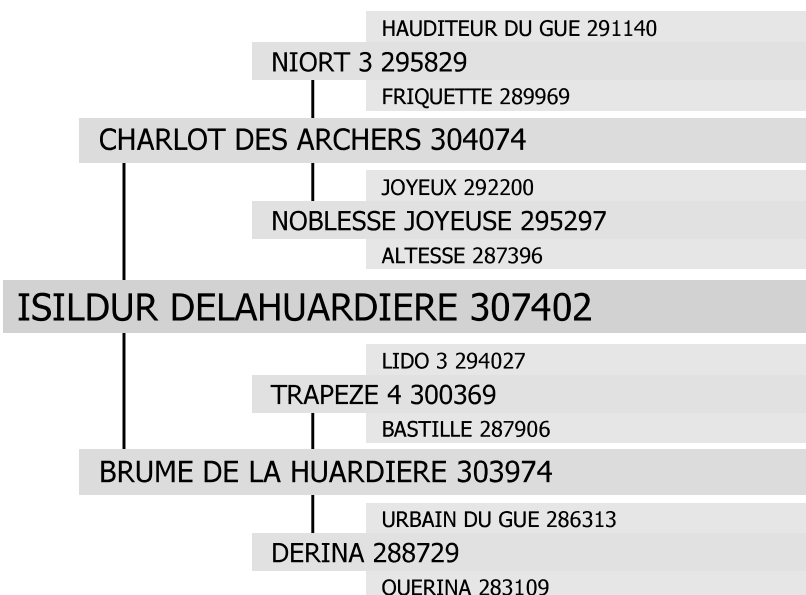 HAUDITEUR DU GUE 291140
NIORT 3 295829
FRIQUETTE 289969
CHARLOT DES ARCHERS 304074
JOYEUX 292200
NOBLESSE JOYEUSE 295297
ALTESSE 287396
ISILDUR DELAHUARDIERE 307402
LIDO 3 294027
TRAPEZE 4 300369
BASTILLE 287906
BRUME DE LA HUARDIERE 303974
URBAIN DU GUE 286313
DERINA 288729
QUERINA 283109